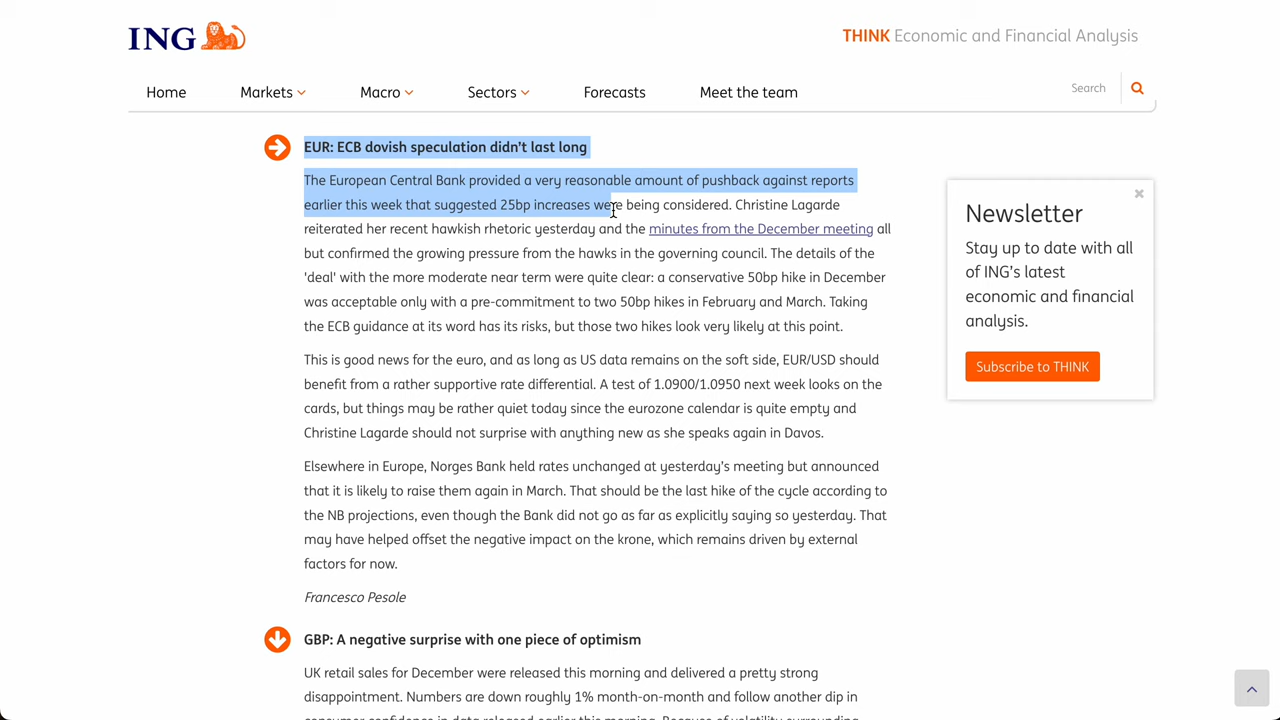 ING
THINK Economic and Financial Analysis
Home
Markets
Macro
Sectors
Forecasts
Meet the team
Search
EUR: ECB dovish speculation didn't last long
The European Central Bank provided a very reasonable amount of pushback against reports
earlier this week that suggested 25bp increases were being considered. Christine Lagarde
reiterated her recent hawkish rhetoric yesterday and the minutes from the December meeting all
but confirmed the growing pressure from the hawks in the governing council. The details of the
'deal' with the more moderate near term were quite clear: a conservative 50bp hike in December
was acceptable only with a pre-commitment to two 50bp hikes in February and March. Taking
the ECB guidance at its word has its risks, but those two hikes look very likely at this point.
This is good news for the euro, and as long as US data remains on the soft side, EUR/USD should
benefit from a rather supportive rate differential. A test of 1.0900/1.0950 next week looks on the
cards, but things may be rather quiet today since the eurozone calendar is quite empty and
Christine Lagarde should not surprise with anything new as she speaks again in Davos.
Elsewhere in Europe, Norges Bank held rates unchanged at yesterday's meeting but announced
that it is likely to raise them again in March. That should be the last hike of the cycle according to
the NB projections, even though the Bank did not go as far as explicitly saying so yesterday. That
may have helped offset the negative impact on the krone, which remains driven by external
factors for now.
Francesco Pesole
GBP: A negative surprise with one piece of optimism
UK retail sales for December were released this morning and delivered a pretty strong
disappointment. Numbers are down roughly 1% month-on-month and follow another dip in
consumer confidence in data released earlier this morning. Because of volatility surrounding
Newsletter
Stay up to date with all
of ING's latest
economic and financial
analysis.
Subscribe to THINK